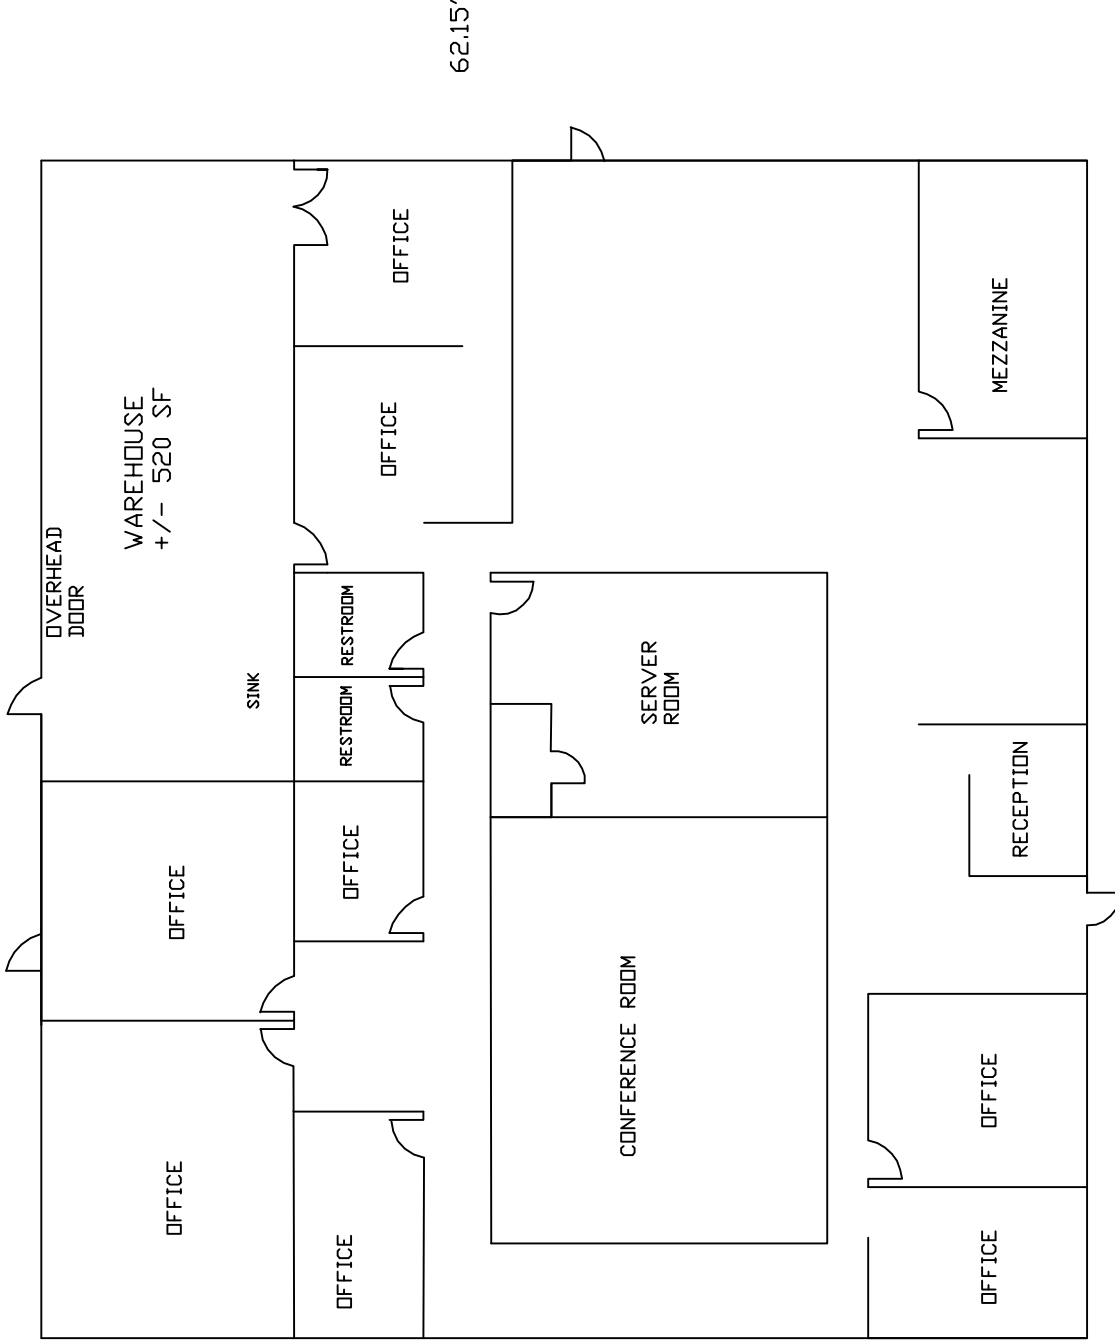 62.15'
OVERHEAD
DOOR
WAREHOUSE
+/- 520 SF
OFFICE
OFFICE
MEZZANINE
SINK
RESTROOM
RESTROOM
SERVER
ROOM
OFFICE
OFFICE
RECEPTION
CONFERENCE ROOM
OFFICE
OFFICE
OFFICE
OFFICE